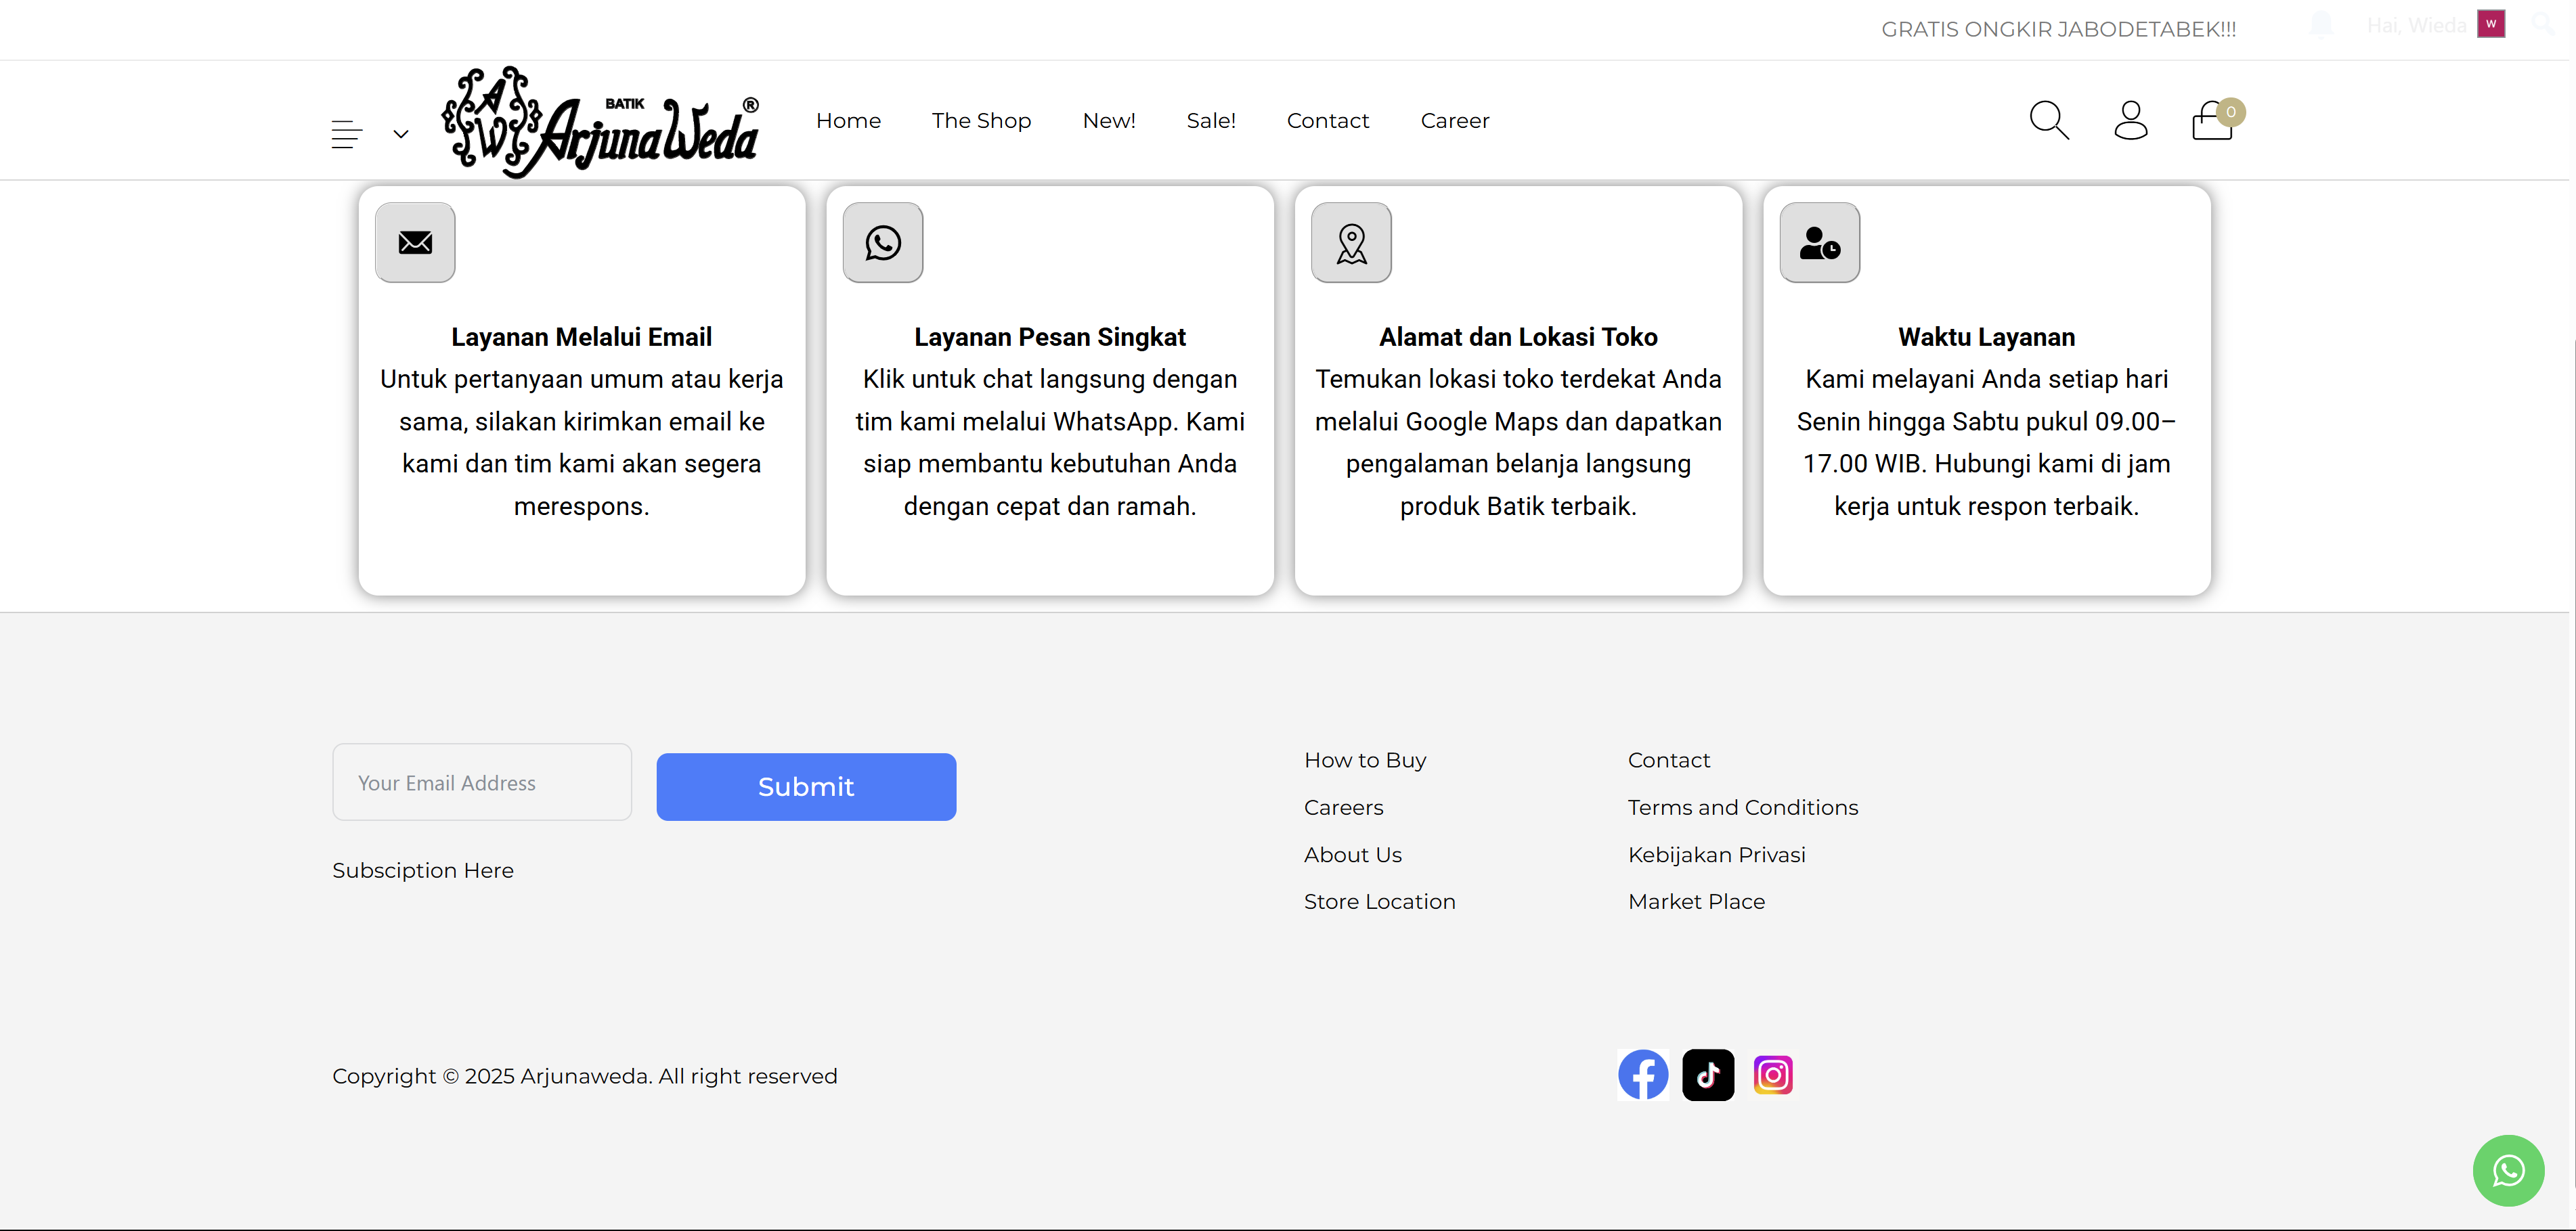 GRATIS ONGKIR JABODETABEK!!!
Hai, Wieda
W
AW
BATIK
ArjunaWeda®
Home
The Shop
New!
Sale!
Contact
Career
0
Layanan Melalui Email
Untuk pertanyaan umum atau kerja
sama, silakan kirimkan email ke
kami dan tim kami akan segera
merespons.
Layanan Pesan Singkat
Klik untuk chat langsung dengan
tim kami melalui WhatsApp. Kami
siap membantu kebutuhan Anda
dengan cepat dan ramah.
Alamat dan Lokasi Toko
Temukan lokasi toko terdekat Anda
melalui Google Maps dan dapatkan
pengalaman belanja langsung
produk Batik terbaik.
Waktu Layanan
Kami melayani Anda setiap hari
Senin hingga Sabtu pukul 09.00–
17.00 WIB. Hubungi kami di jam
kerja untuk respon terbaik.
Your Email Address
Submit
Subsciption Here
How to Buy
Careers
About Us
Store Location
Contact
Terms and Conditions
Kebijakan Privasi
Market Place
Copyright © 2025 Arjunaweda. All right reserved